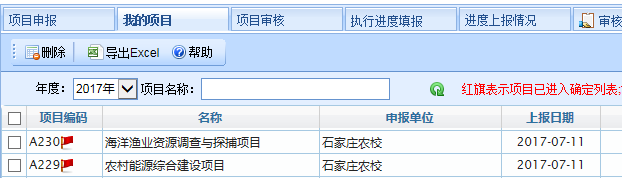 项目申报 我的项目 项目审核 执行进度填报 进度上报情况 审核
删除 导出Excel 帮助
年度: 2017年 项目名称: 红旗表示项目已进入确定列表;
项目编码 名称 申报单位 上报日期
A230 海洋渔业资源调查与探捕项目 石家庄农校 2017-07-11
A229 农村能源综合建设项目 石家庄农校 2017-07-11